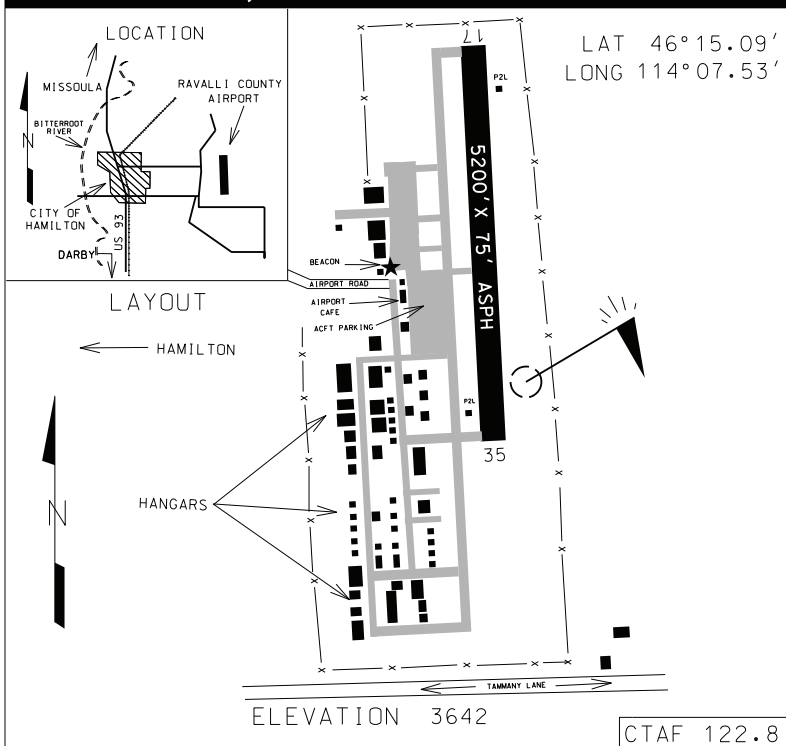 LOCATION
MISSOULA
RAVALLI COUNTY
AIRPORT
BITTERROOT
RIVER
N
CITY OF
HAMILTON
US 93
DARBY
LAYOUT
HAMILTON
N
HANGARS
17
LAT 46°15.09'
LONG 114°07.53'
P2L
5200' X 75' ASPH
BEACON
AIRPORT ROAD
AIRPORT
CAFE
ACFT PARKING
P2L
35
TAMMANY LANE
ELEVATION 3642
CTAF 122.8